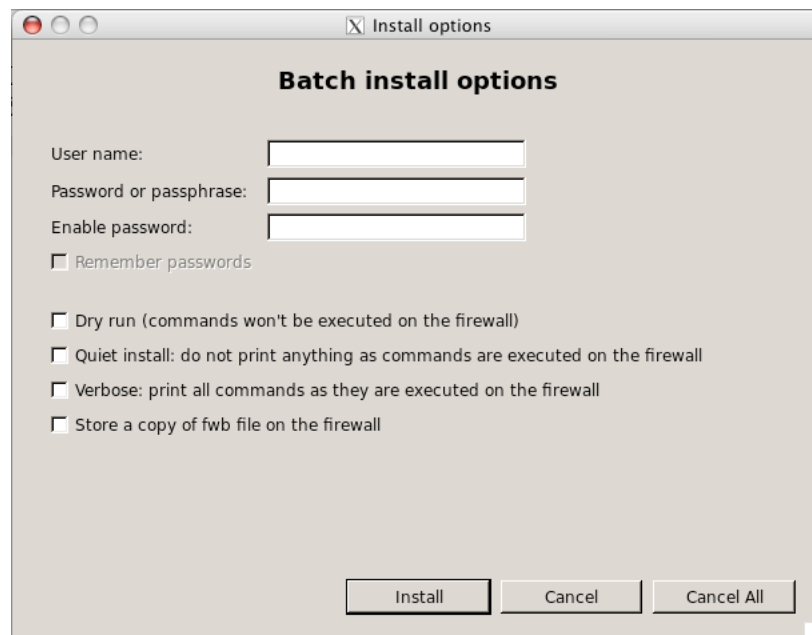 Install options
Batch install options
User name:
Password or passphrase:
Enable password:
Remember passwords
Dry run (commands won't be executed on the firewall)
Quiet install: do not print anything as commands are executed on the firewall
Verbose: print all commands as they are executed on the firewall
Store a copy of fwb file on the firewall
Install Cancel Cancel All